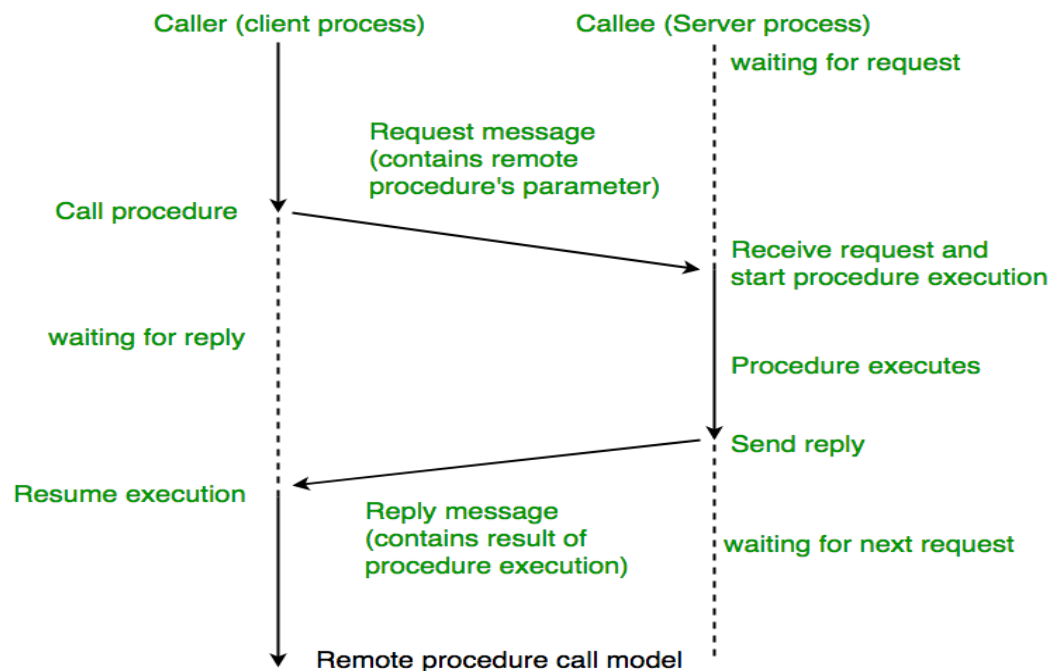 Caller (client process)
Callee (Server process)
waiting for request
Request message
(contains remote
procedure's parameter)
Call procedure
Receive request and
start procedure execution
waiting for reply
Procedure executes
Send reply
Resume execution
Reply message
(contains result of
procedure execution)
waiting for next request
Remote procedure call model